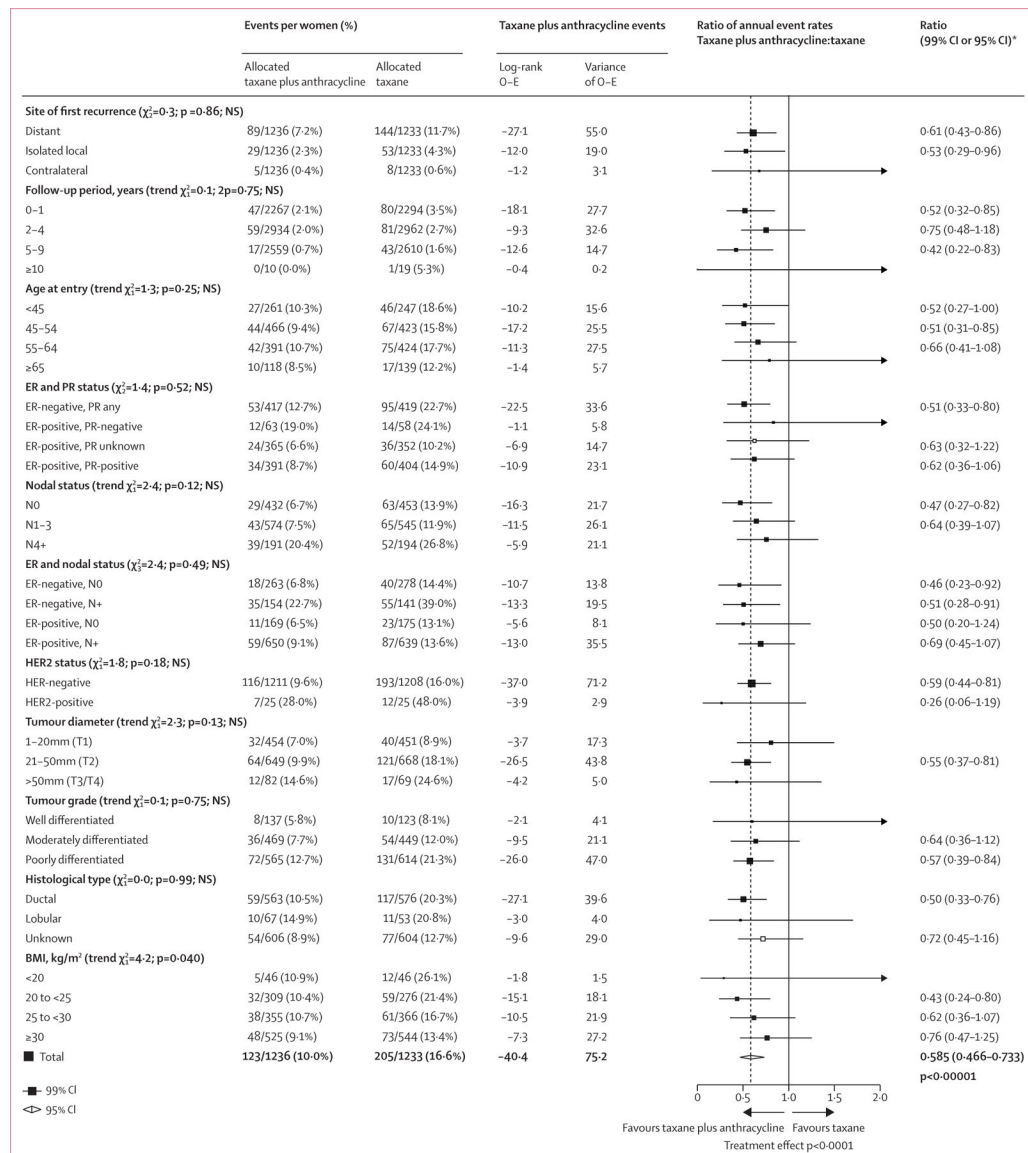 Events per women (%) Taxane plus anthracycline events Ratio of annual event rates Ratio
Taxane plus anthracycline:taxane (99% CI or 95% CI)*
Allocated Allocated Log-rank Variance
taxane plus anthracycline taxane O–E of O–E
Site of first recurrence (χ²₂=0·3; p =0·86; NS)
Distant 89/1236 (7·2%) 144/1233 (11·7%) –27·1 55·0 0·61 (0·43–0·86)
Isolated local 29/1236 (2·3%) 53/1233 (4·3%) –12·0 19·0 0·53 (0·29–0·96)
Contralateral 5/1236 (0·4%) 8/1233 (0·6%) –1·2 3·1
Follow-up period, years (trend χ²₁=0·1; 2p=0·75; NS)
0–1 47/2267 (2·1%) 80/2294 (3·5%) –18·1 27·7 0·52 (0·32–0·85)
2–4 59/2934 (2·0%) 81/2962 (2·7%) –9·3 32·6 0·75 (0·48–1·18)
5–9 17/2559 (0·7%) 43/2610 (1·6%) –12·6 14·7 0·42 (0·22–0·83)
≥10 0/10 (0·0%) 1/19 (5·3%) –0·4 0·2
Age at entry (trend χ²₁=1·3; p=0·25; NS)
<45 27/261 (10·3%) 46/247 (18·6%) –10·2 15·6 0·52 (0·27–1·00)
45–54 44/466 (9·4%) 67/423 (15·8%) –17·2 25·5 0·51 (0·31–0·85)
55–64 42/391 (10·7%) 75/424 (17·7%) –11·3 27·5 0·66 (0·41–1·08)
≥65 10/118 (8·5%) 17/139 (12·2%) –1·4 5·7
ER and PR status (χ²₂=1·4; p=0·52; NS)
ER-negative, PR any 53/417 (12·7%) 95/419 (22·7%) –22·5 33·6 0·51 (0·33–0·80)
ER-positive, PR-negative 12/63 (19·0%) 14/58 (24·1%) –1·1 5·8
ER-positive, PR unknown 24/365 (6·6%) 36/352 (10·2%) –6·9 14·7 0·63 (0·32–1·22)
ER-positive, PR-positive 34/391 (8·7%) 60/404 (14·9%) –10·9 23·1 0·62 (0·36–1·06)
Nodal status (trend χ²₁=2·4; p=0·12; NS)
N0 29/432 (6·7%) 63/453 (13·9%) –16·3 21·7 0·47 (0·27–0·82)
N1–3 43/574 (7·5%) 65/545 (11·9%) –11·5 26·1 0·64 (0·39–1·07)
N4+ 39/191 (20·4%) 52/194 (26·8%) –5·9 21·1
ER and nodal status (χ²₃=2·4; p=0·49; NS)
ER-negative, N0 18/263 (6·8%) 40/278 (14·4%) –10·7 13·8 0·46 (0·23–0·92)
ER-negative, N+ 35/154 (22·7%) 55/141 (39·0%) –13·3 19·5 0·51 (0·28–0·91)
ER-positive, N0 11/169 (6·5%) 23/175 (13·1%) –5·6 8·1 0·50 (0·20–1·24)
ER-positive, N+ 59/650 (9·1%) 87/639 (13·6%) –13·0 35·5 0·69 (0·45–1·07)
HER2 status (χ²₁=1·8; p=0·18; NS)
HER-negative 116/1211 (9·6%) 193/1208 (16·0%) –37·0 71·2 0·59 (0·44–0·81)
HER2-positive 7/25 (28·0%) 12/25 (48·0%) –3·9 2·9 0·26 (0·06–1·19)
Tumour diameter (trend χ²₁=2·3; p=0·13; NS)
1–20mm (T1) 32/454 (7·0%) 40/451 (8·9%) –3·7 17·3
21–50mm (T2) 64/649 (9·9%) 121/668 (18·1%) –26·5 43·8 0·55 (0·37–0·81)
>50mm (T3/T4) 12/82 (14·6%) 17/69 (24·6%) –4·2 5·0
Tumour grade (trend χ²₁=0·1; p=0·75; NS)
Well differentiated 8/137 (5·8%) 10/123 (8·1%) –2·1 4·1
Moderately differentiated 36/469 (7·7%) 54/449 (12·0%) –9·5 21·1 0·64 (0·36–1·12)
Poorly differentiated 72/565 (12·7%) 131/614 (21·3%) –26·0 47·0 0·57 (0·39–0·84)
Histological type (χ²₁=0·0; p=0·99; NS)
Ductal 59/563 (10·5%) 117/576 (20·3%) –27·1 39·6 0·50 (0·33–0·76)
Lobular 10/67 (14·9%) 11/53 (20·8%) –3·0 4·0
Unknown 54/606 (8·9%) 77/604 (12·7%) –9·6 29·0 0·72 (0·45–1·16)
BMI, kg/m² (trend χ²₁=4·2; p=0·040)
<20 5/46 (10·9%) 12/46 (26·1%) –1·8 1·5
20 to <25 32/309 (10·4%) 59/276 (21·4%) –15·1 18·1 0·43 (0·24–0·80)
25 to <30 38/355 (10·7%) 61/366 (16·7%) –10·5 21·9 0·62 (0·36–1·07)
≥30 48/525 (9·1%) 73/544 (13·4%) –7·3 27·2 0·76 (0·47–1·25)
Total 123/1236 (10·0%) 205/1233 (16·6%) –40·4 75·2 0·585 (0·466–0·733)
p<0·00001
99% CI
95% CI
0 0·5 1·0 1·5 2·0
Favours taxane plus anthracycline Favours taxane
Treatment effect p<0·0001